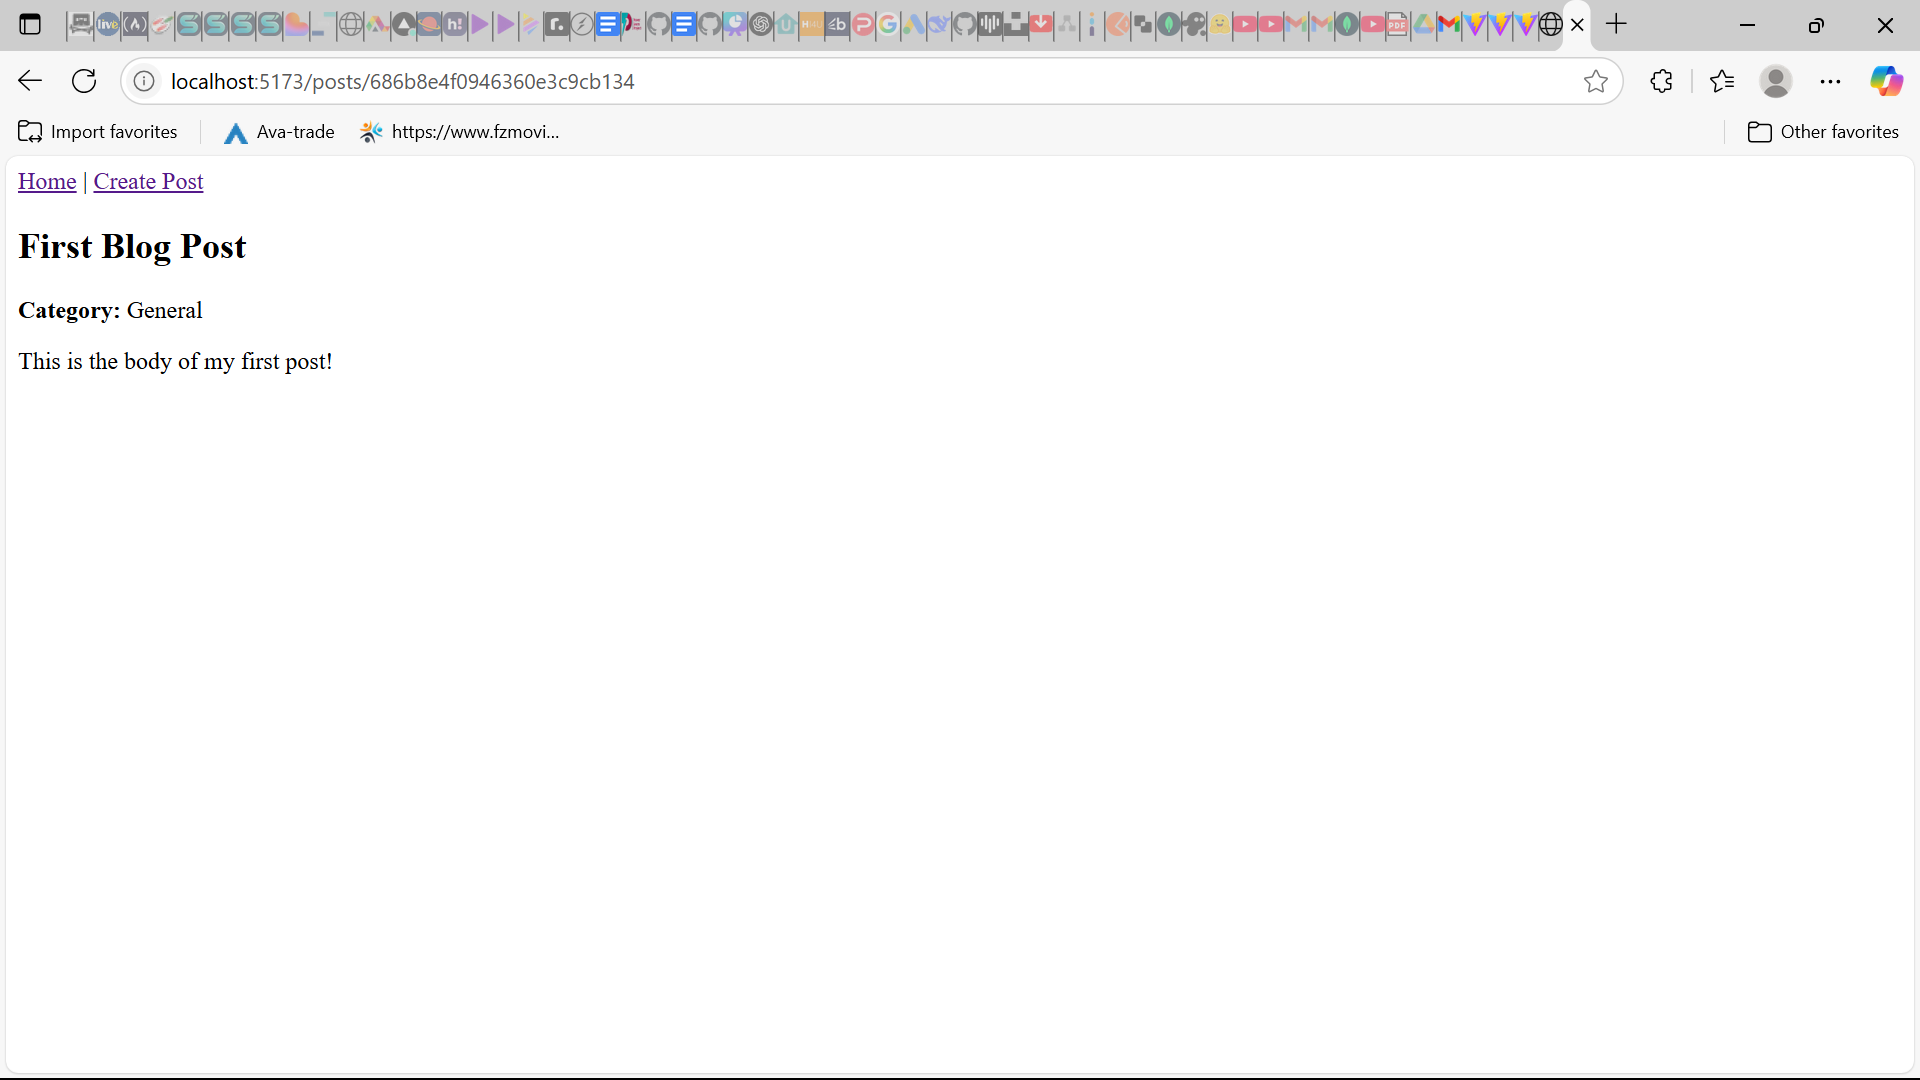 localhost:5173/posts/686b8e4f0946360e3c9cb134
Import favorites
Ava-trade
https://www.fzmovi...
Other favorites
Home | Create Post
First Blog Post
Category: General
This is the body of my first post!